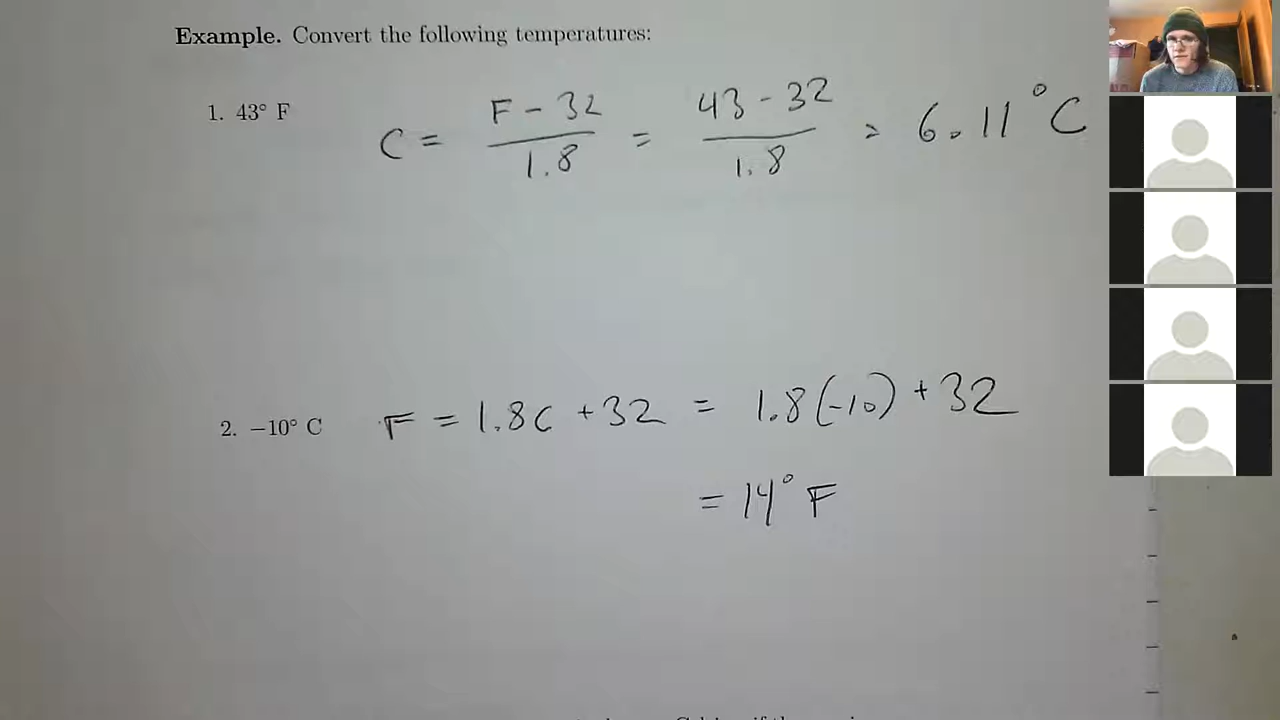 Example. Convert the following temperatures:
1. 43° F
C = F - 32 / 1.8 = 43 - 32 / 1.8 = 6.11° C
2. −10° C
F = 1.8C + 32 = 1.8(-10) + 32
= 14° F